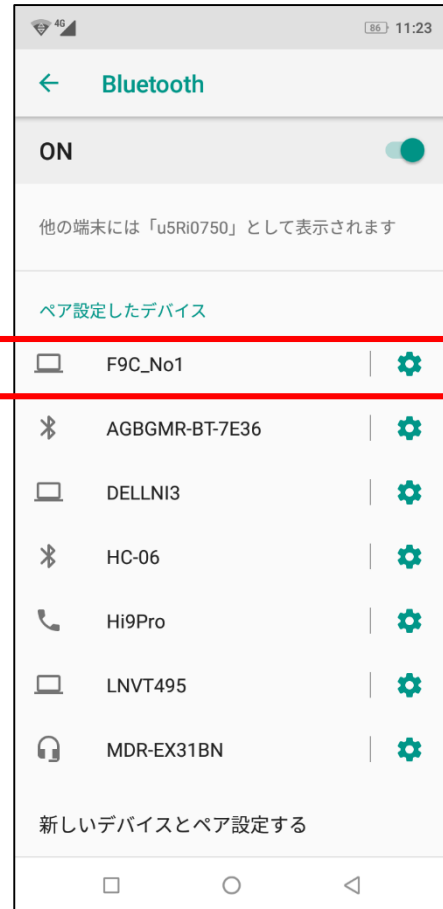 4G 86 11:23
Bluetooth
ON
他の端末には「u5Ri0750」として表示されます
ペア設定したデバイス
F9C_No1
AGBGMR-BT-7E36
DELLNI3
HC-06
Hi9Pro
LNVT495
MDR-EX31BN
新しいデバイスとペア設定する